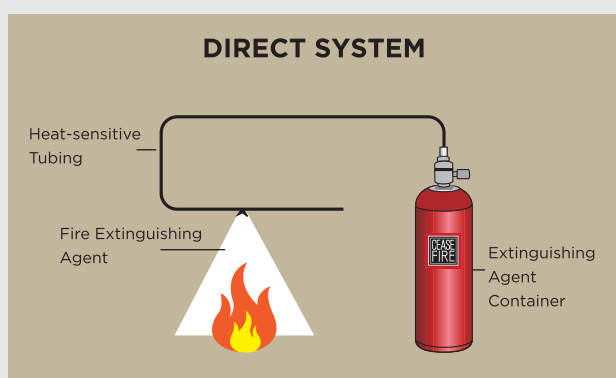 DIRECT SYSTEM
Heat-sensitive
Tubing
Fire Extinguishing
Agent
CEASE
FIRE
Extinguishing
Agent
Container